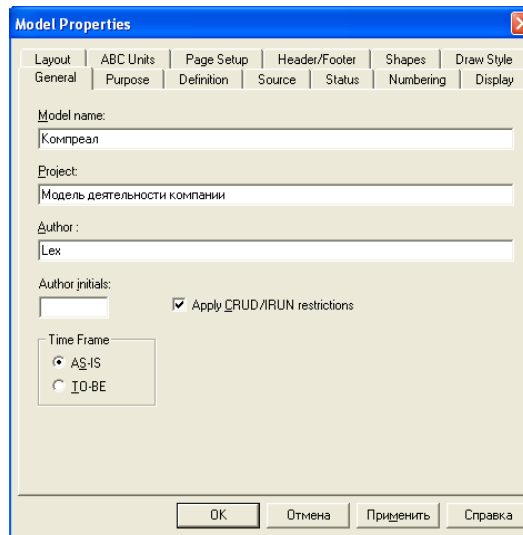 Model Properties
Layout ABC Units Page Setup Header/Footer Shapes Draw Style
General Purpose Definition Source Status Numbering Display
Model name:
Компреал
Project:
Модель деятельности компании
Author :
Lex
Author initials:
Apply CRUD/IRUN restrictions
Time Frame
AS-IS
TO-BE
OK Отмена Применить Справка